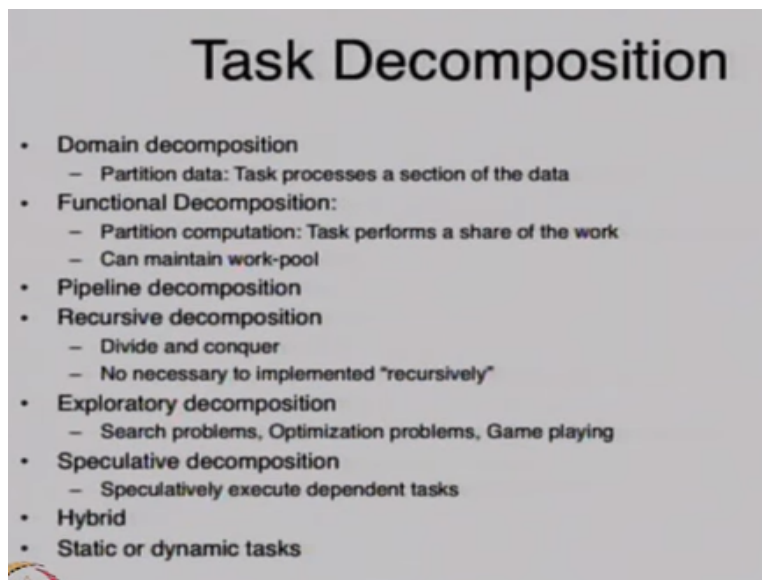 Task Decomposition
• Domain decomposition
– Partition data: Task processes a section of the data
• Functional Decomposition:
– Partition computation: Task performs a share of the work
– Can maintain work-pool
• Pipeline decomposition
• Recursive decomposition
– Divide and conquer
– No necessary to implemented "recursively"
• Exploratory decomposition
– Search problems, Optimization problems, Game playing
• Speculative decomposition
– Speculatively execute dependent tasks
• Hybrid
• Static or dynamic tasks